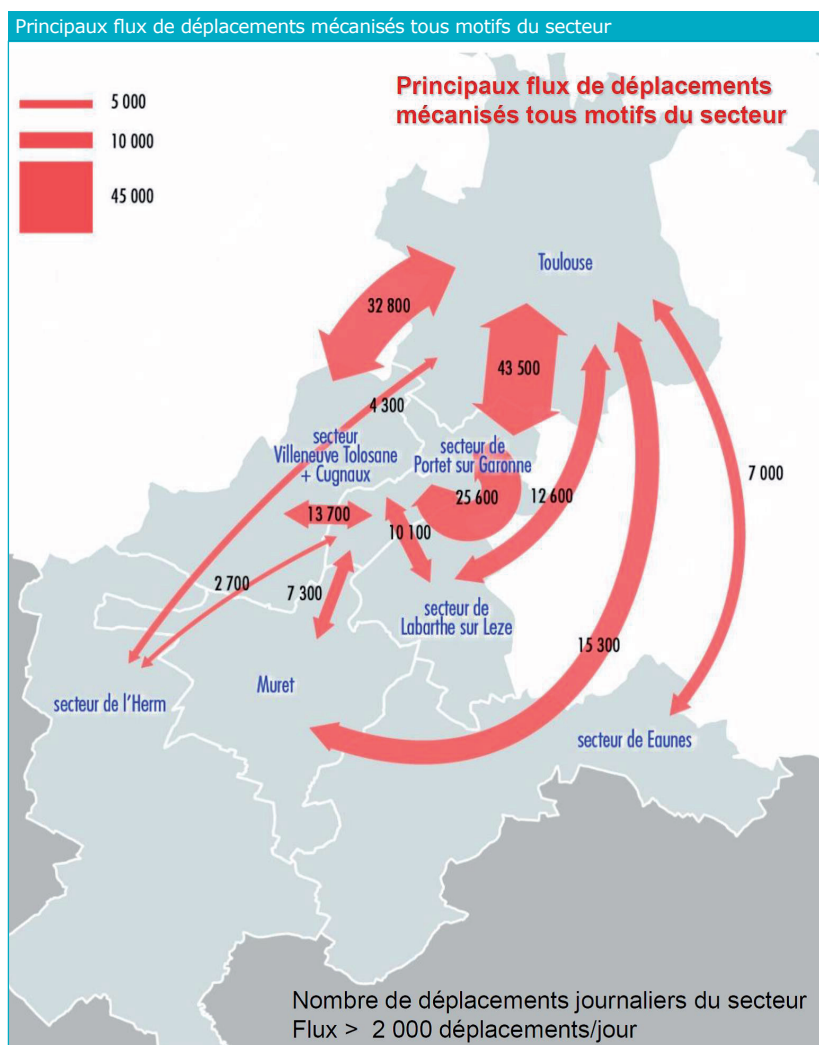 Principaux flux de déplacements mécanisés tous motifs du secteur
Principaux flux de déplacements
mécanisés tous motifs du secteur
5 000
10 000
45 000
Toulouse
32 800
43 500
4 300
secteur
Villeneuve Tolosane
+ Cugnaux
secteur de
Portet sur Garonne
7 000
25 600
12 600
13 700
10 100
2 700
7 300
secteur de
Labarthe sur Leze
15 300
Muret
secteur de l'Herm
secteur de Eaunes
Nombre de déplacements journaliers du secteur
Flux > 2 000 déplacements/jour